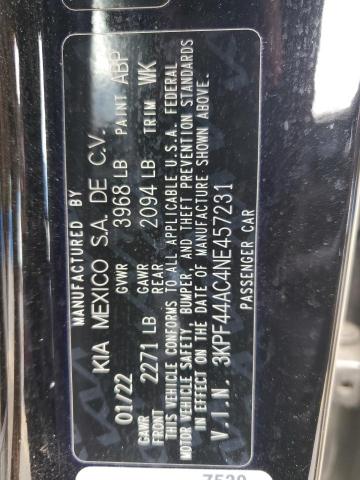 MANUFACTURED BY
KIA MEXICO S.A. DE C.V.
01/22 GVWR 3968 LB PAINT ABP
GAWR FRONT 2271 LB GAWR REAR 2094 LB TRIM WK
THIS VEHICLE CONFORMS TO ALL APPLICABLE U.S.A. FEDERAL
MOTOR VEHICLE SAFETY, BUMPER, AND THEFT PREVENTION STANDARDS
IN EFFECT ON THE DATE OF MANUFACTURE SHOWN ABOVE.
V.I.N. 3KPF44AC4NE457231
PASSENGER CAR